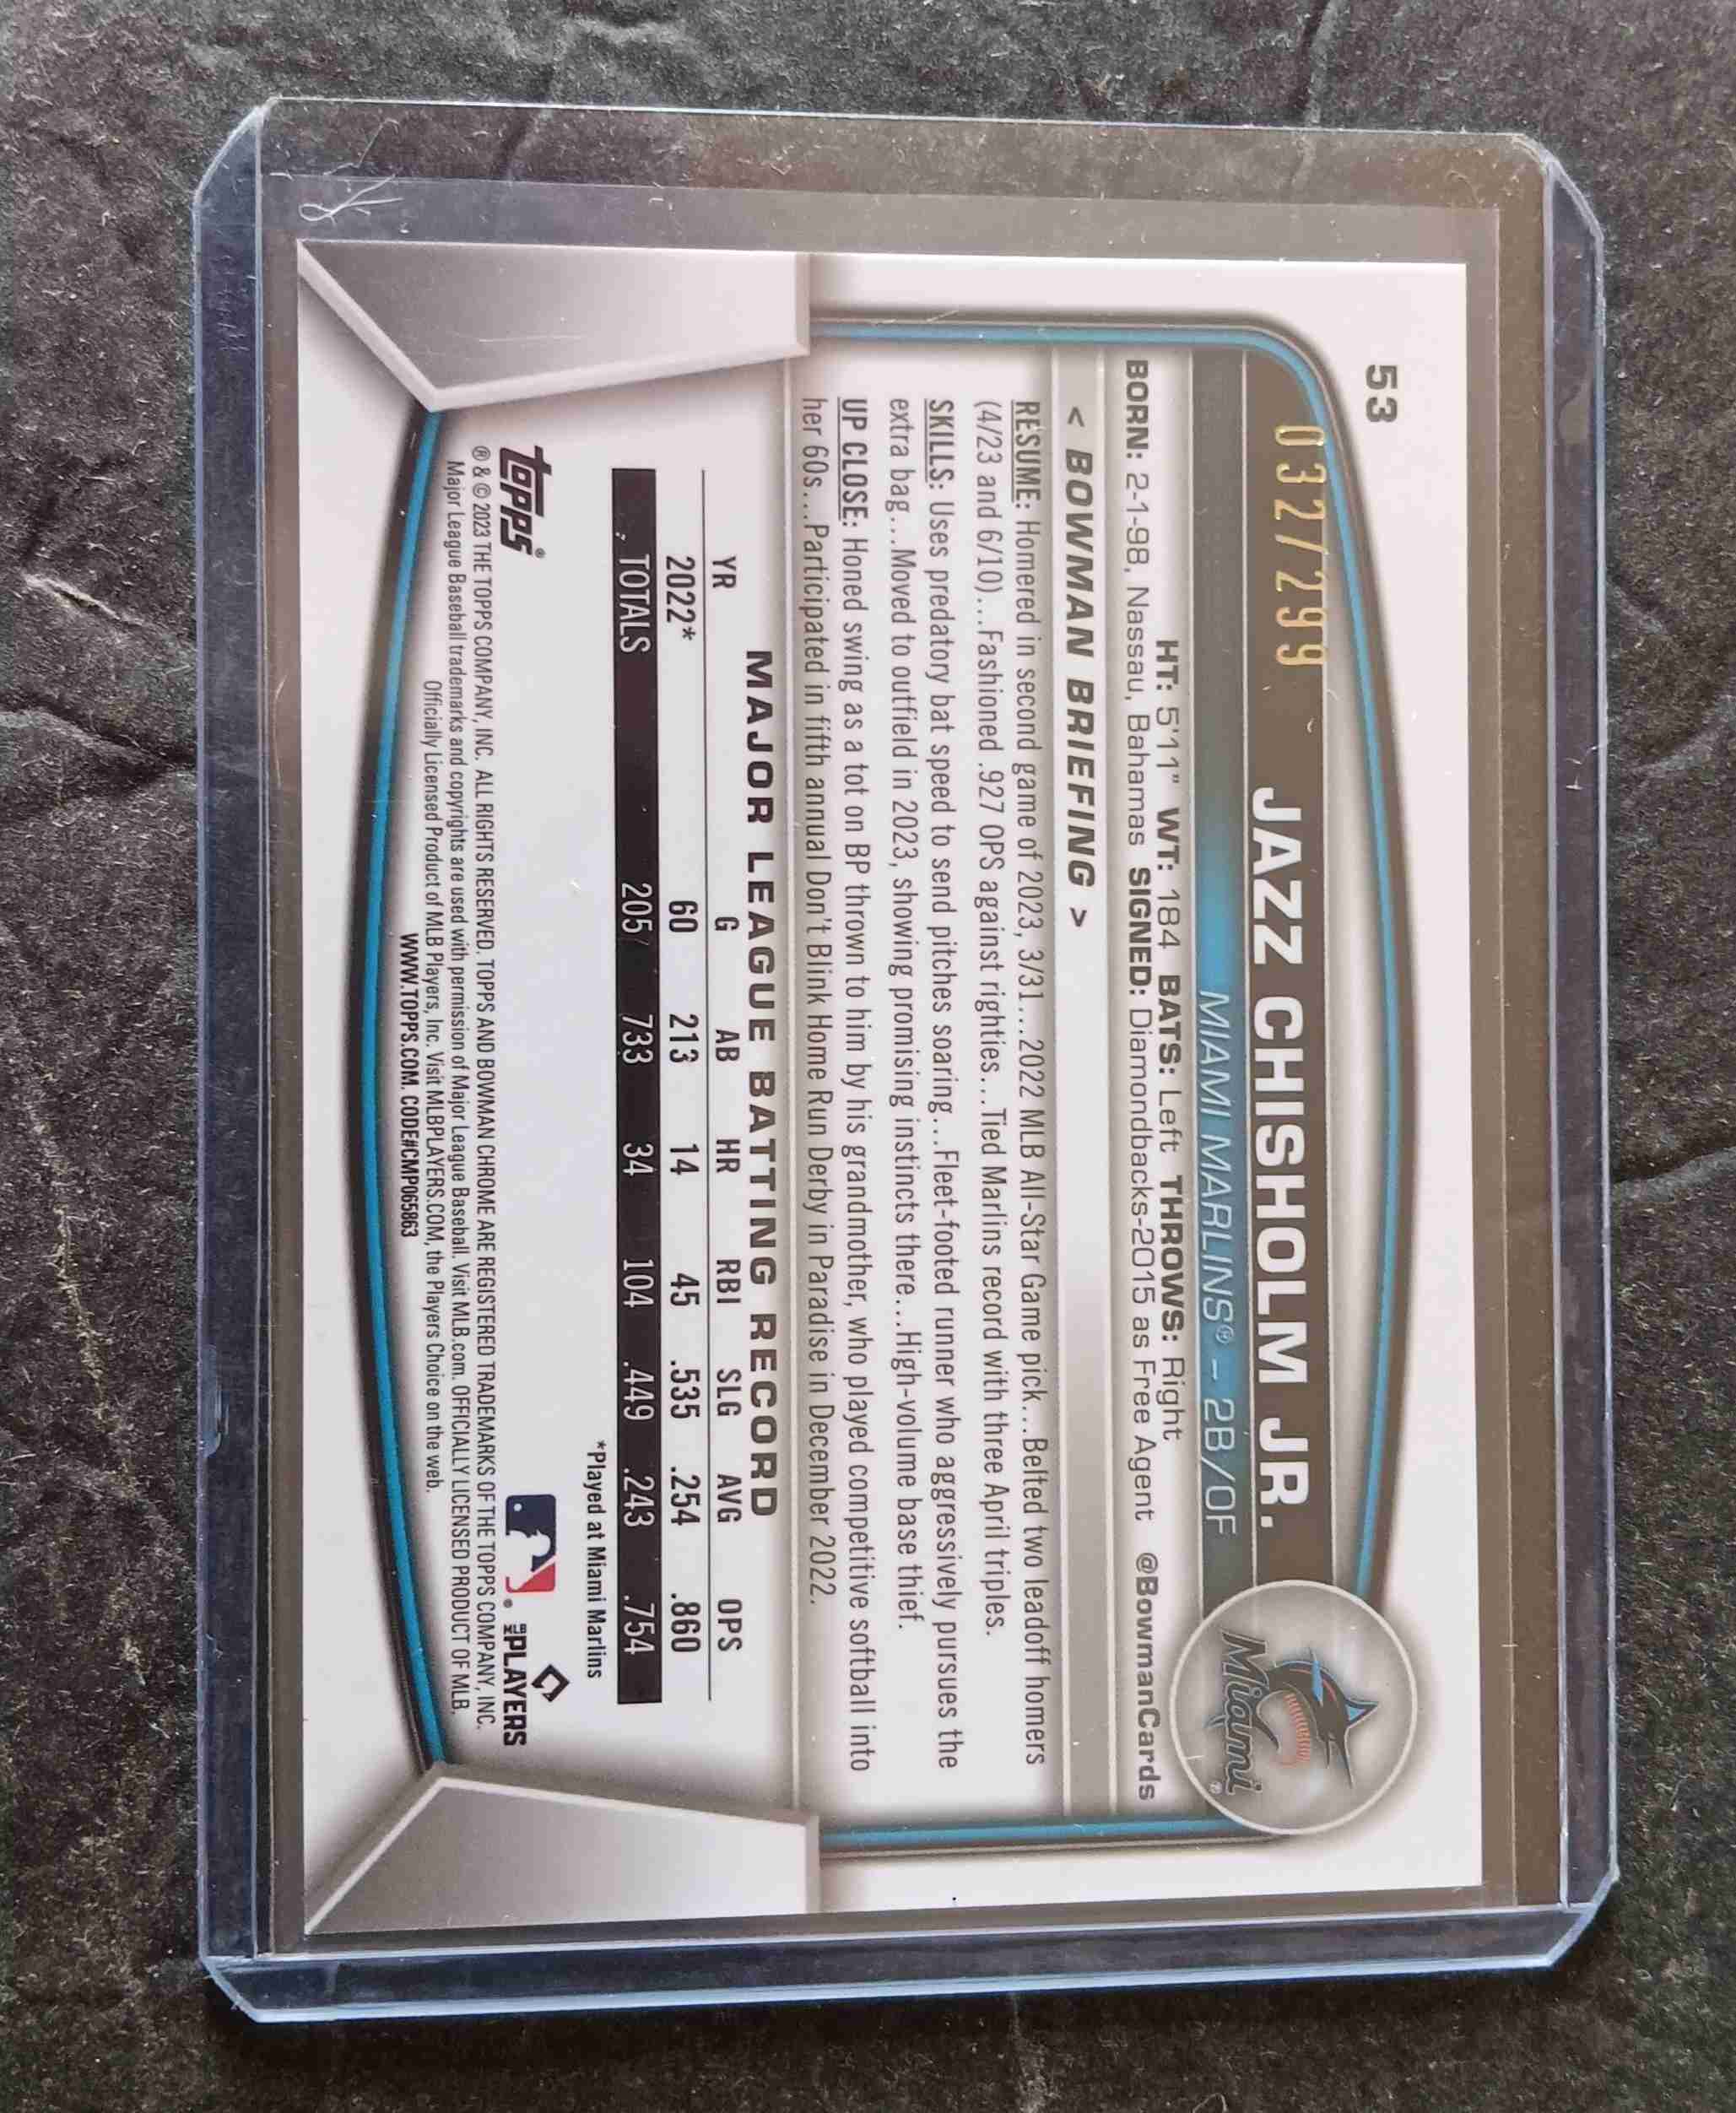 53
032/299
JAZZ CHISHOLM JR.
MIAMI MARLINS® – 2B/OF
Miami®
HT: 5'11" WT: 184 BATS: Left THROWS: Right
BORN: 2-1-98, Nassau, Bahamas SIGNED: Diamondbacks-2015 as Free Agent @BowmanCards
< BOWMAN BRIEFING >
RESUME: Homered in second game of 2023, 3/31...2022 MLB All-Star Game pick...Belted two leadoff homers
(4/23 and 6/10)...Fashioned .927 OPS against righties...Tied Marlins record with three April triples.
SKILLS: Uses predatory bat speed to send pitches soaring...Fleet-footed runner who aggressively pursues the
extra bag...Moved to outfield in 2023, showing promising instincts there...High-volume base thief.
UP CLOSE: Honed swing as a tot on BP thrown to him by his grandmother, who played competitive softball into
her 60s...Participated in fifth annual Don't Blink Home Run Derby in Paradise in December 2022.
MAJOR LEAGUE BATTING RECORD
YR G AB HR RBI SLG AVG OPS
2022* 60 213 14 45 .535 .254 .860
TOTALS 205 733 34 104 .449 .243 .754
*Played at Miami Marlins
topps®
MLB PLAYERS
® & © 2023 THE TOPPS COMPANY, INC. ALL RIGHTS RESERVED. TOPPS AND BOWMAN CHROME ARE REGISTERED TRADEMARKS OF THE TOPPS COMPANY, INC.
Major League Baseball trademarks and copyrights are used with permission of Major League Baseball. Visit MLB.com. OFFICIALLY LICENSED PRODUCT OF MLB.
Officially Licensed Product of MLB Players, Inc. Visit MLBPLAYERS.COM, the Players Choice on the web.
WWW.TOPPS.COM. CODE#CMP065863